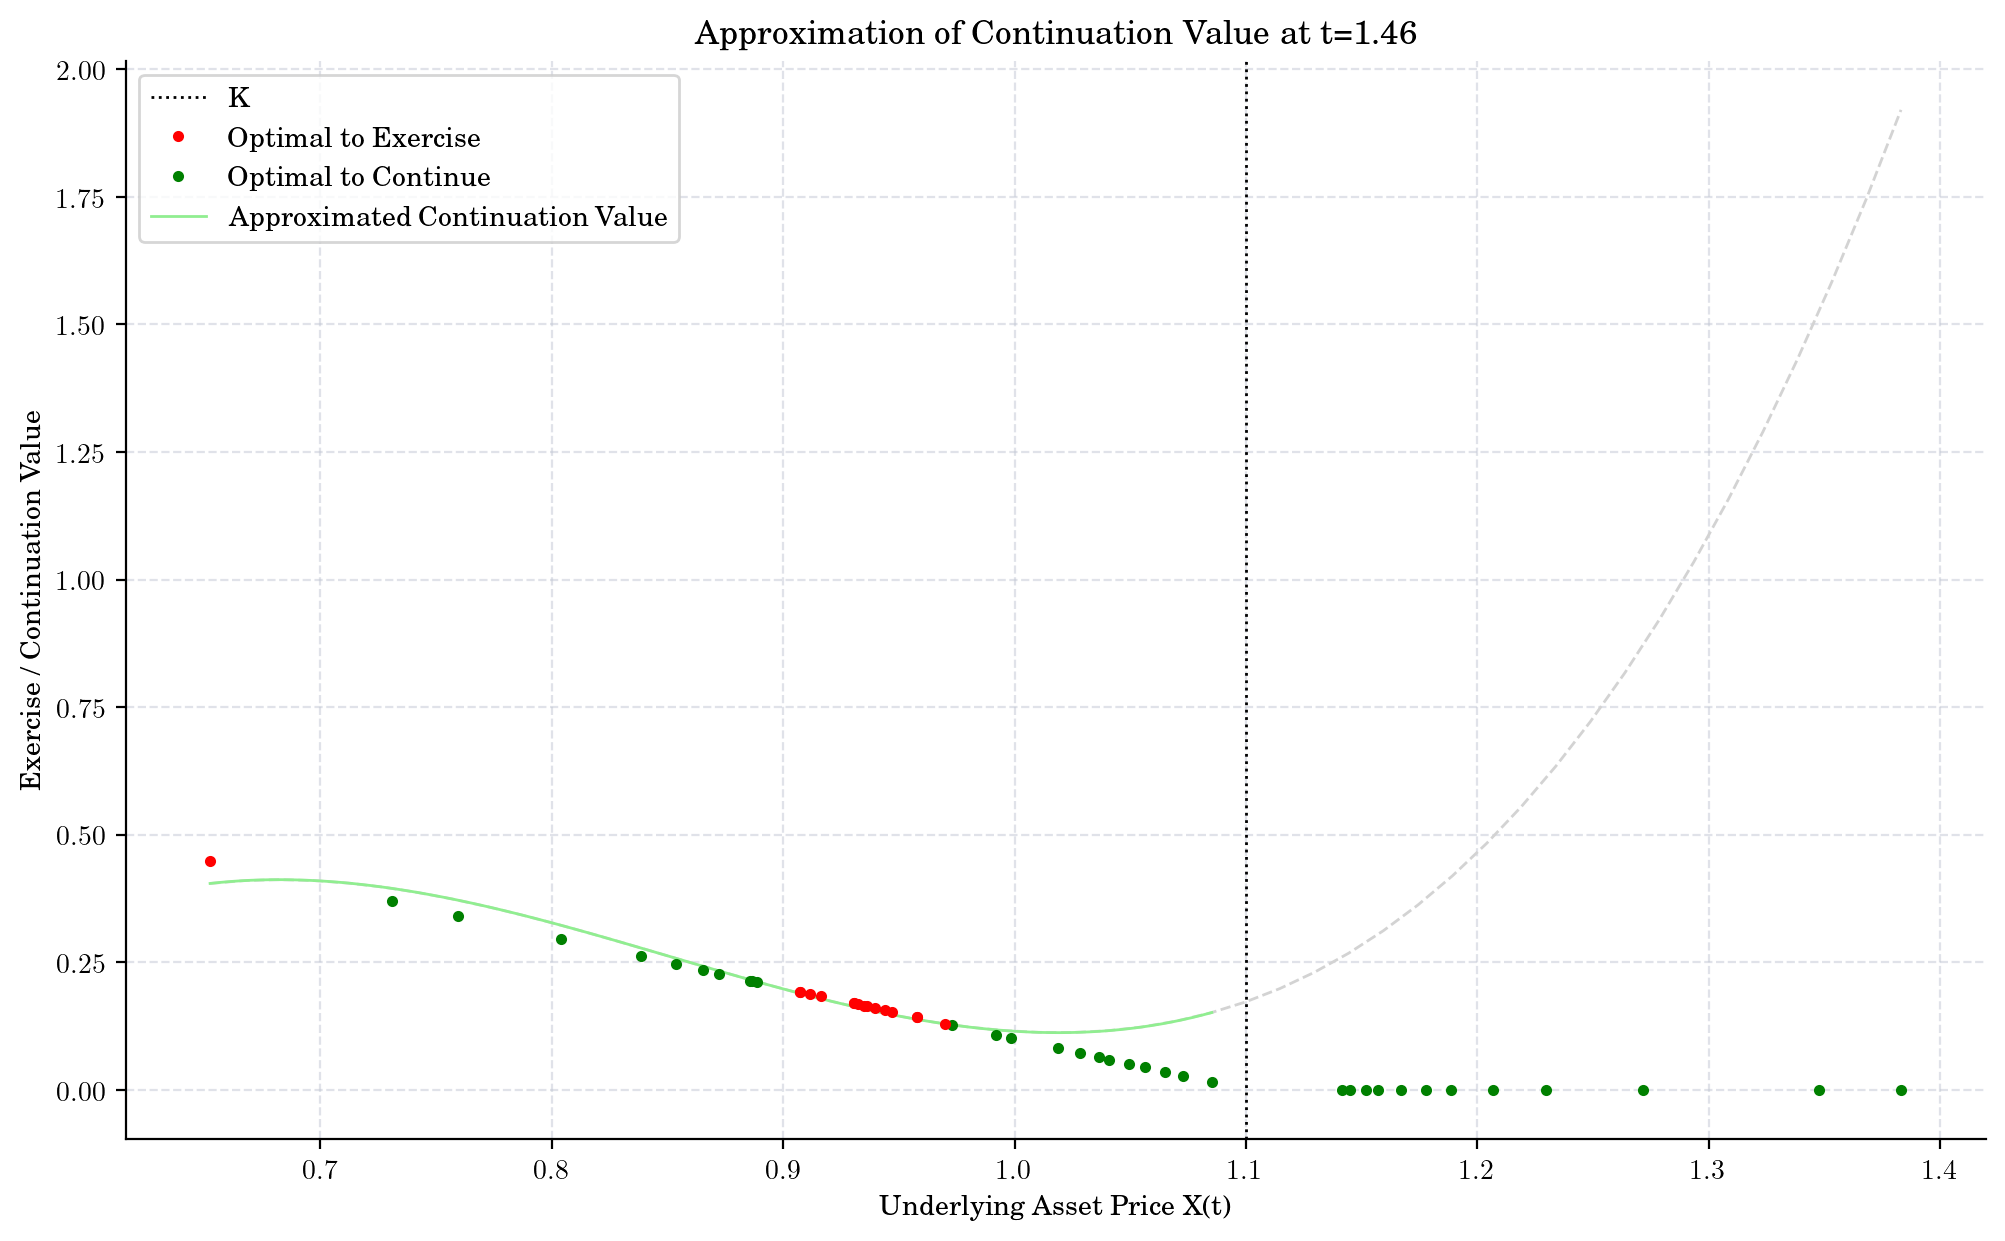 Approximation of Continuation Value at t=1.46
K
Optimal to Exercise
Optimal to Continue
Approximated Continuation Value
Exercise / Continuation Value
2.00
1.75
1.50
1.25
1.00
0.75
0.50
0.25
0.00
0.7 0.8 0.9 1.0 1.1 1.2 1.3 1.4
Underlying Asset Price X(t)